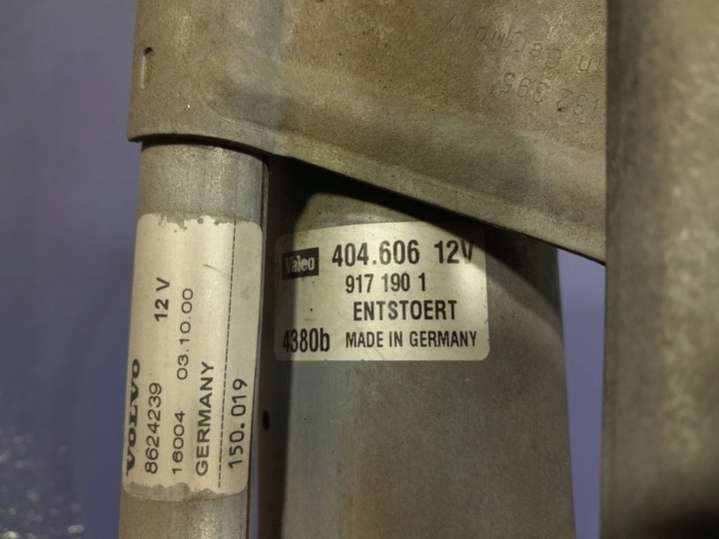 Valeo 404.606 12V
917 190 1
ENTSTOERT
4380b MADE IN GERMANY
VOLVO 12 V
8624239
16004 03.10.00
GERMANY
150.019